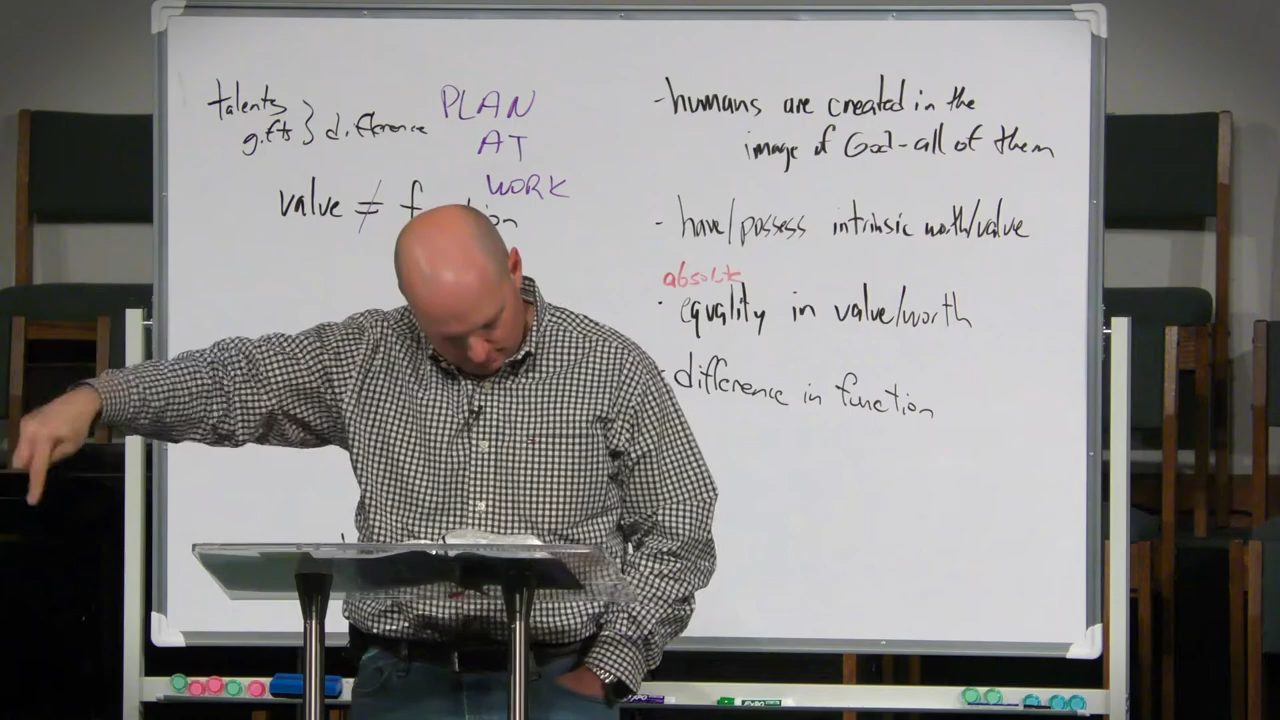 talents
gifts } difference
PLAN
AT
WORK
value ≠
- humans are created in the
image of God - all of them
- have/possess intrinsic worth/value
absolute
· equality in value/worth
- difference in function
EXPO